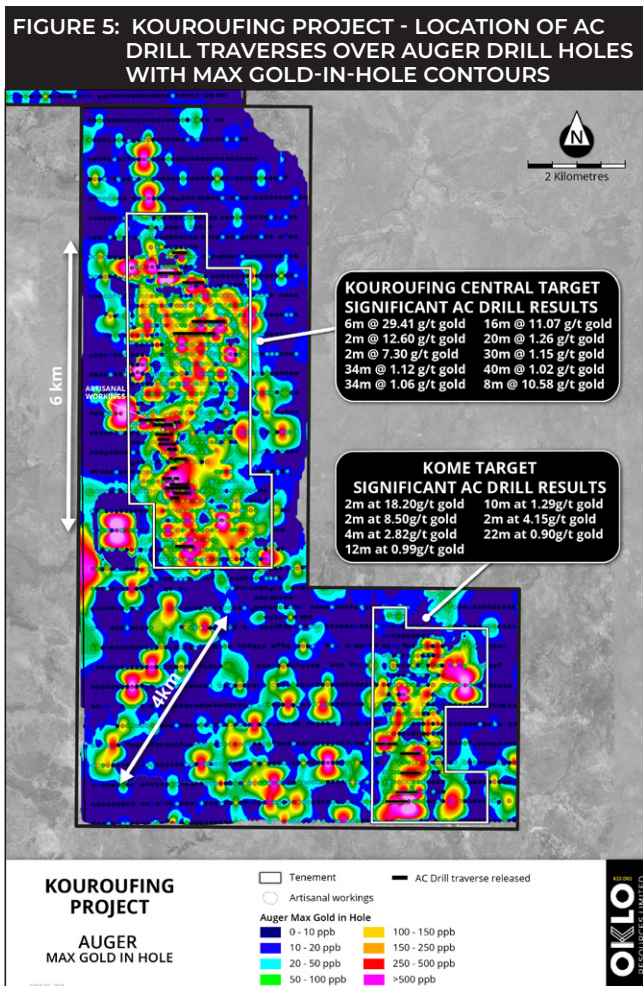 FIGURE 5: KOUROUFING PROJECT - LOCATION OF AC
DRILL TRAVERSES OVER AUGER DRILL HOLES
WITH MAX GOLD-IN-HOLE CONTOURS
N
2 Kilometres
KOUROUFING CENTRAL TARGET
SIGNIFICANT AC DRILL RESULTS
6m @ 29.41 g/t gold 16m @ 11.07 g/t gold
2m @ 12.60 g/t gold 20m @ 1.26 g/t gold
2m @ 7.30 g/t gold 30m @ 1.15 g/t gold
34m @ 1.12 g/t gold 40m @ 1.02 g/t gold
34m @ 1.06 g/t gold 8m @ 10.58 g/t gold
6 km
ARTISANAL
WORKINGS
KOME TARGET
SIGNIFICANT AC DRILL RESULTS
2m at 18.20g/t gold 10m at 1.29g/t gold
2m at 8.50g/t gold 2m at 4.15g/t gold
4m at 2.82g/t gold 22m at 0.90g/t gold
12m at 0.99g/t gold
4km
KOUROUFING
PROJECT
AUGER
MAX GOLD IN HOLE
Tenement AC Drill traverse released
Artisanal workings
Auger Max Gold in Hole
0 - 10 ppb 100 - 150 ppb
10 - 20 ppb 150 - 250 ppb
20 - 50 ppb 250 - 500 ppb
50 - 100 ppb >500 ppb
OKLO
RESOURCES LIMITED